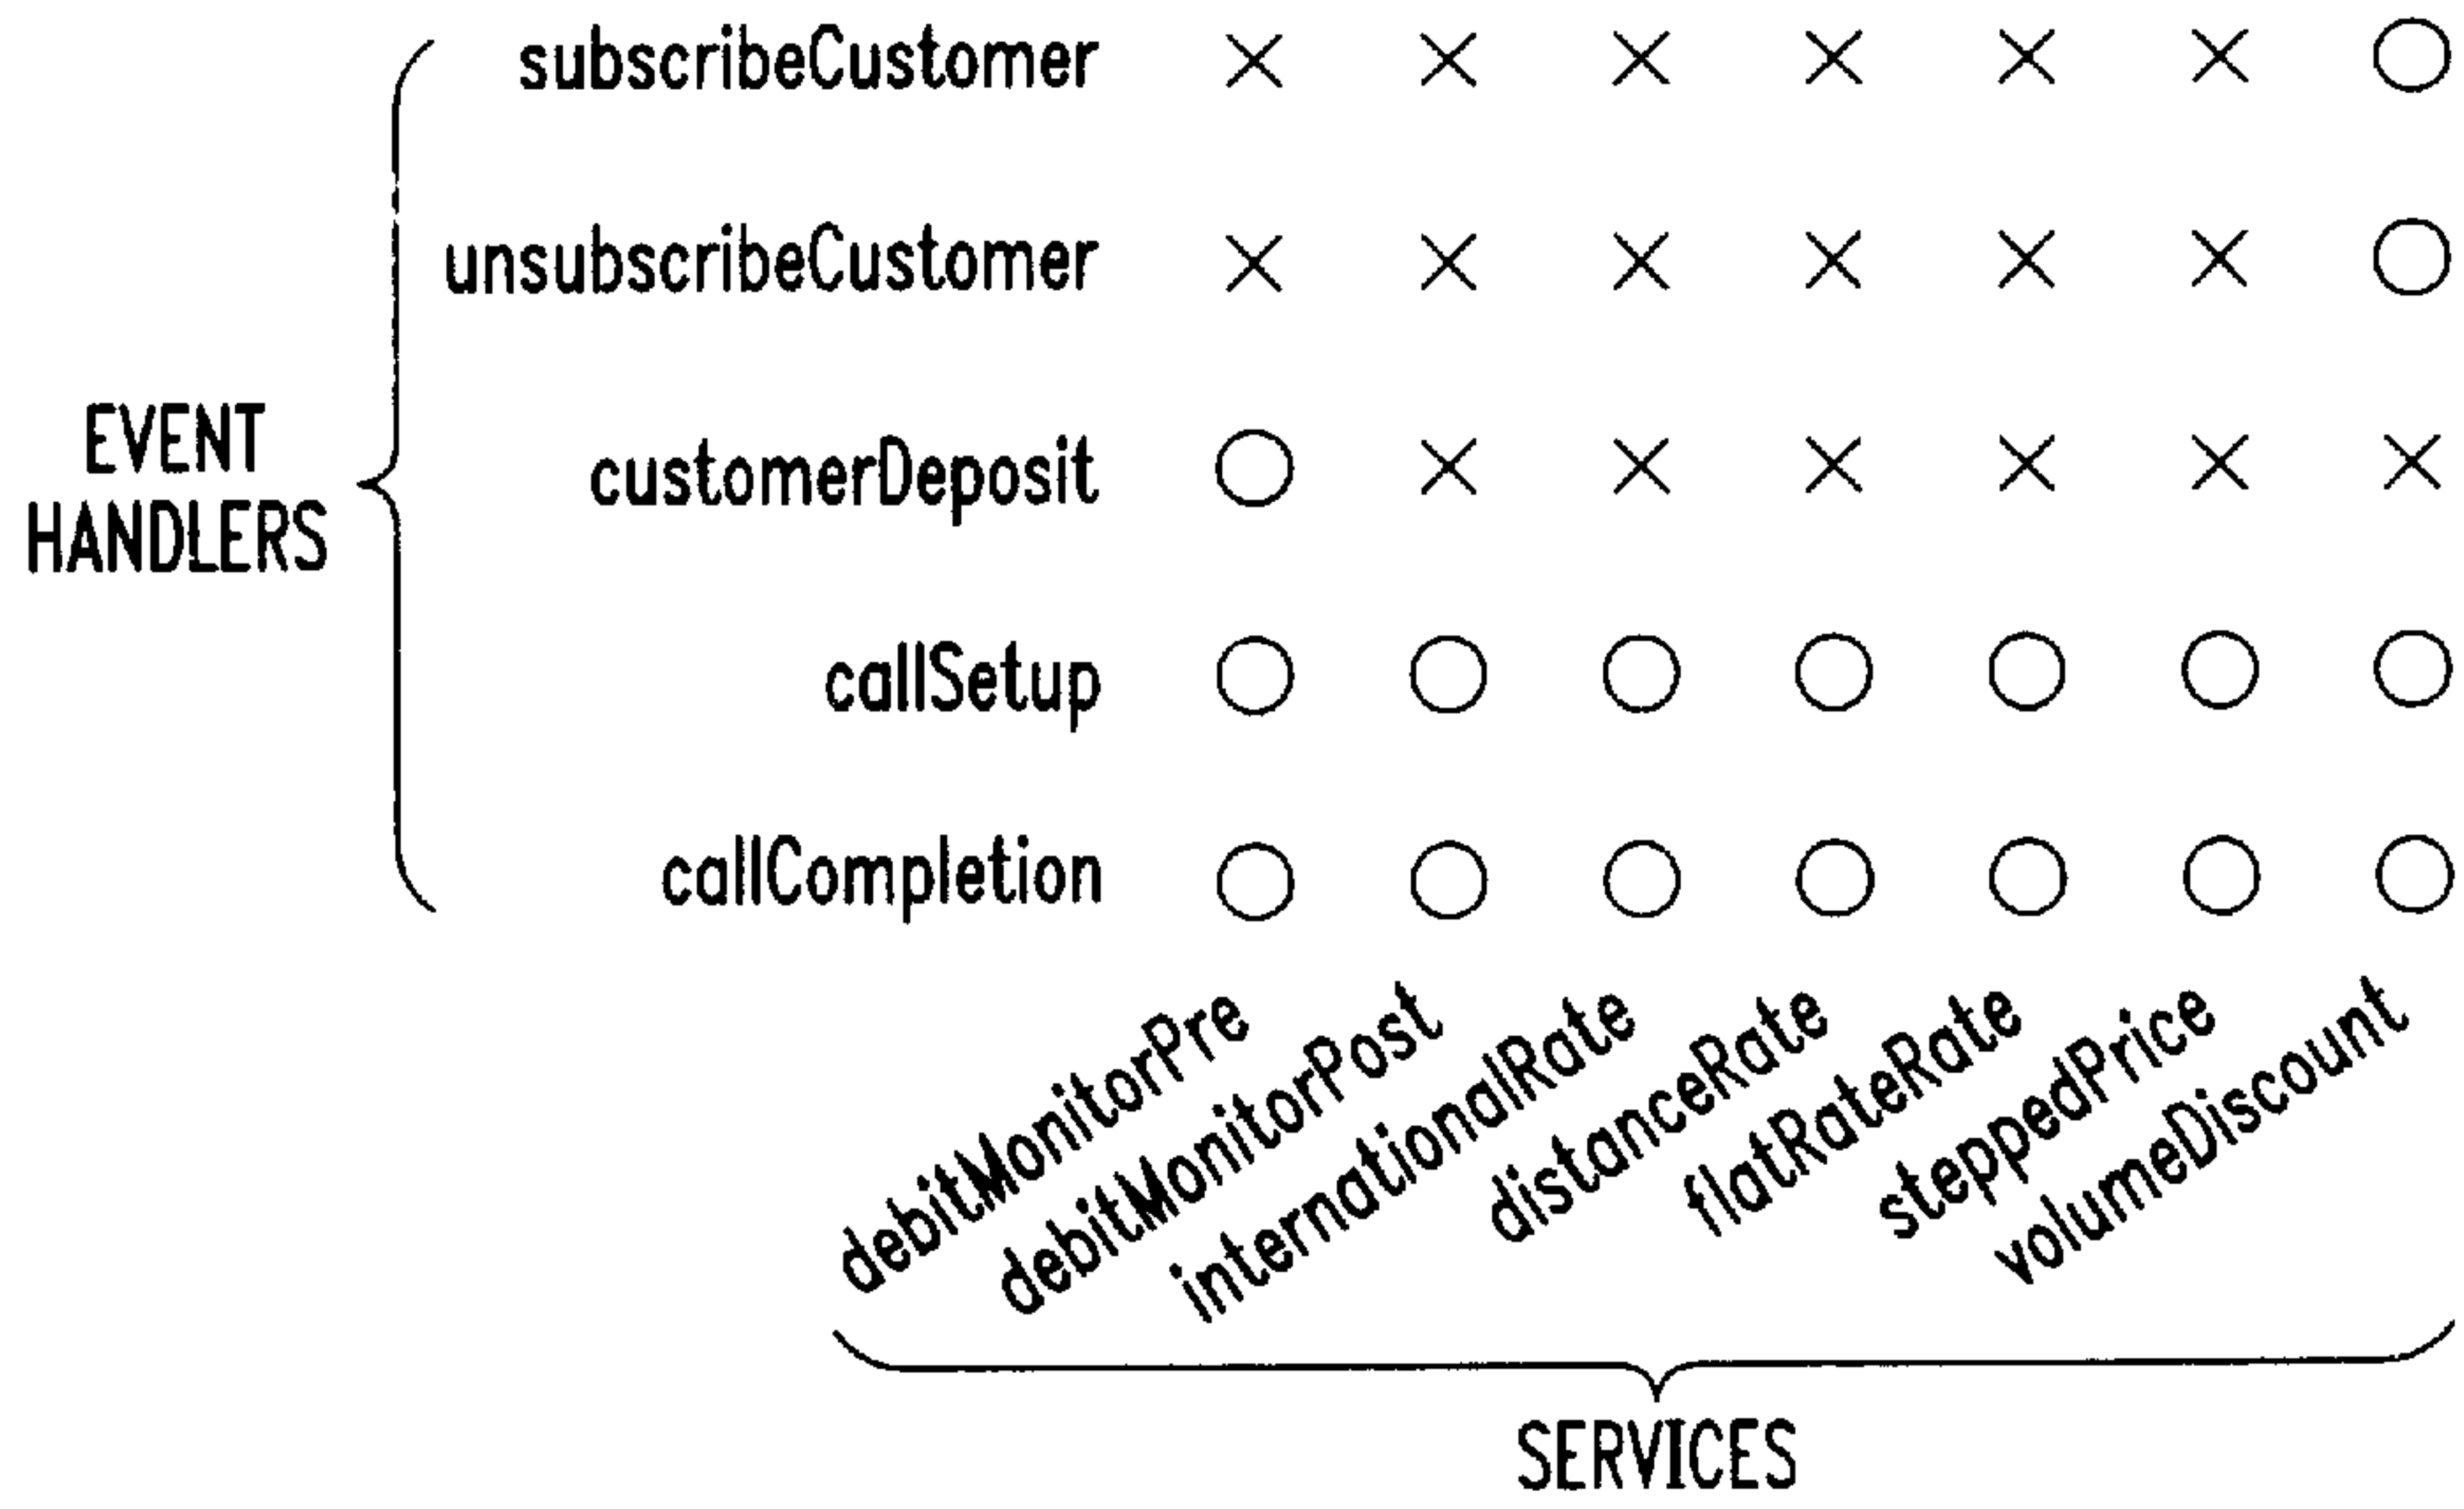 subscribeCustomer
unsubscribeCustomer
EVENT
HANDLERS
customerDeposit
callSetup
callCompletion
debitMonitorPre
debitMonitorPost
internationalRate
distanceRate
flatRateRate
steppedPrice
volumeDiscount
SERVICES